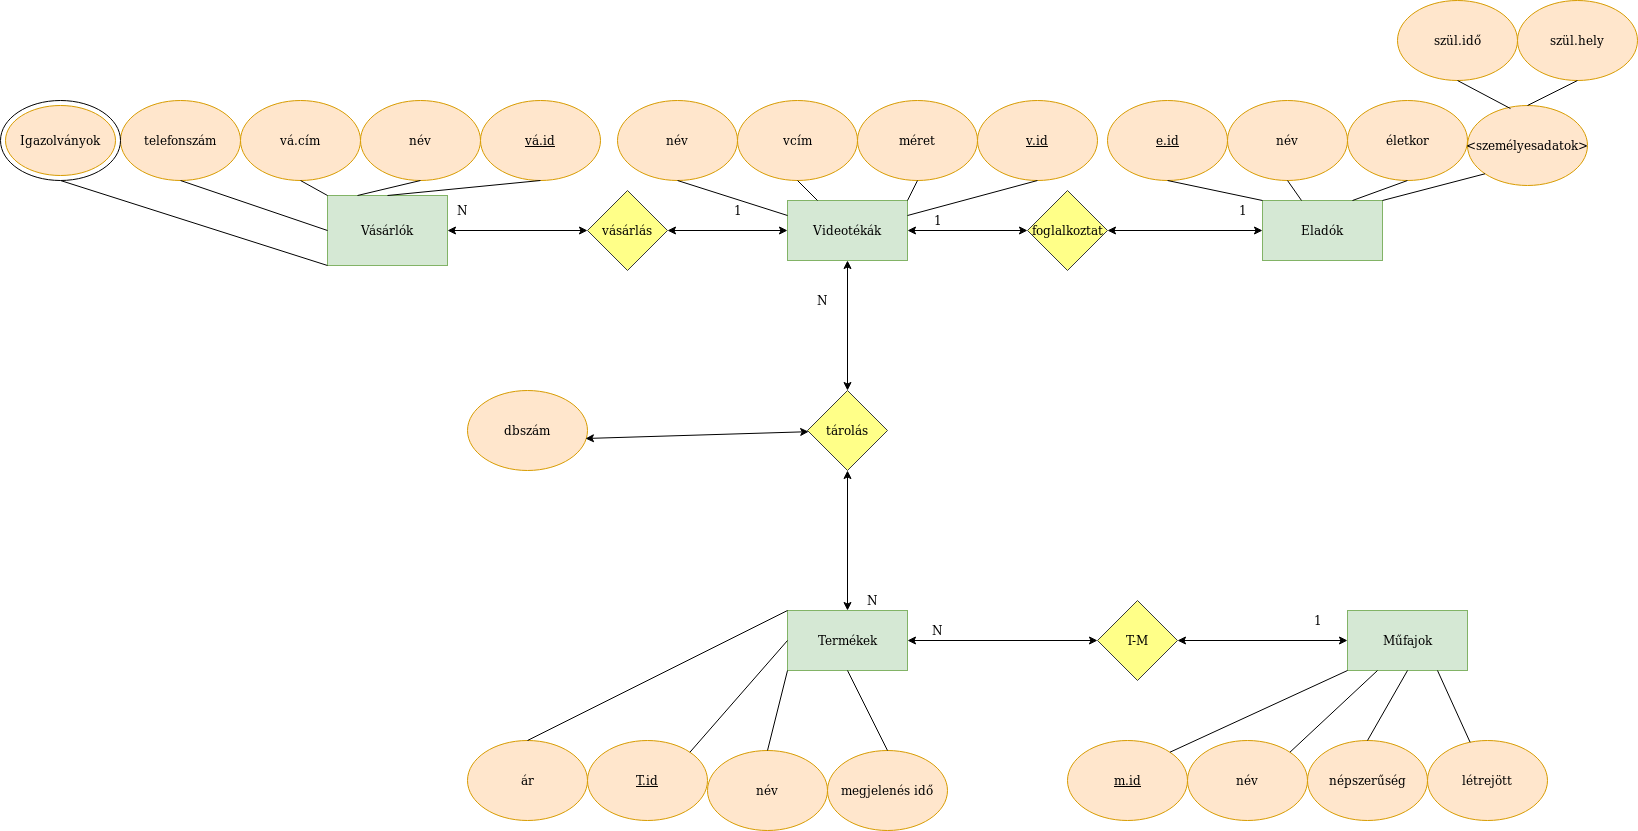 szül.idő
szül.hely
Igazolványok
telefonszám
vá.cím
név
vá.id
név
vcím
méret
v.id
e.id
név
életkor
<személyesadatok>
Vásárlók
N
vásárlás
1
Videotékák
1
foglalkoztat
1
Eladók
N
dbszám
tárolás
N
Termékek
N
T-M
1
Műfajok
ár
T.id
név
megjelenés idő
m.id
név
népszerűség
létrejött